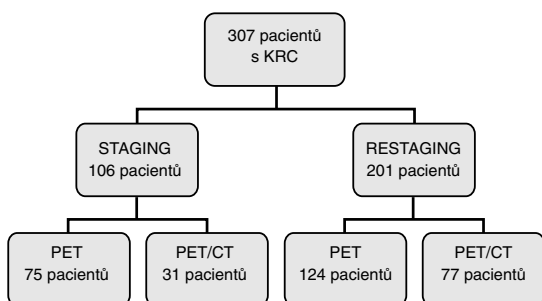 307 pacientů
s KRC
STAGING
106 pacientů
RESTAGING
201 pacientů
PET
75 pacientů
PET/CT
31 pacientů
PET
124 pacientů
PET/CT
77 pacientů